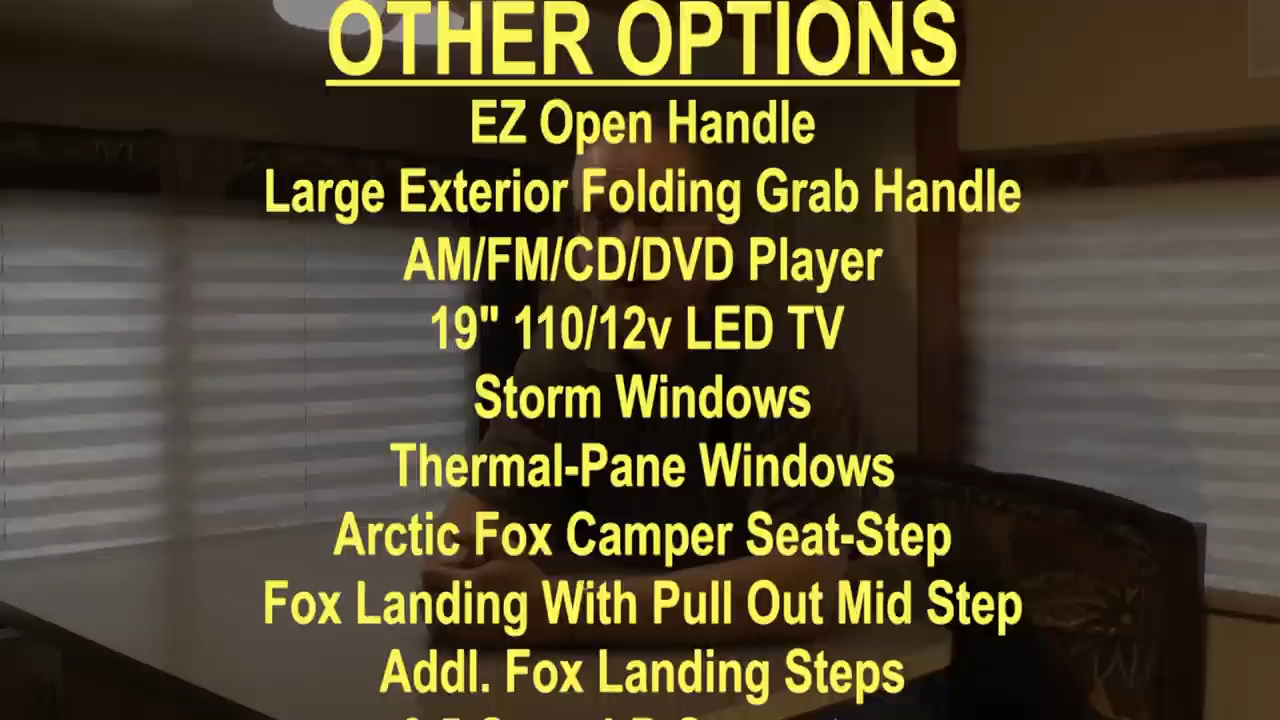 OTHER OPTIONS
EZ Open Handle
Large Exterior Folding Grab Handle
AM/FM/CD/DVD Player
19" 110/12v LED TV
Storm Windows
Thermal-Pane Windows
Arctic Fox Camper Seat-Step
Fox Landing With Pull Out Mid Step
Addl. Fox Landing Steps